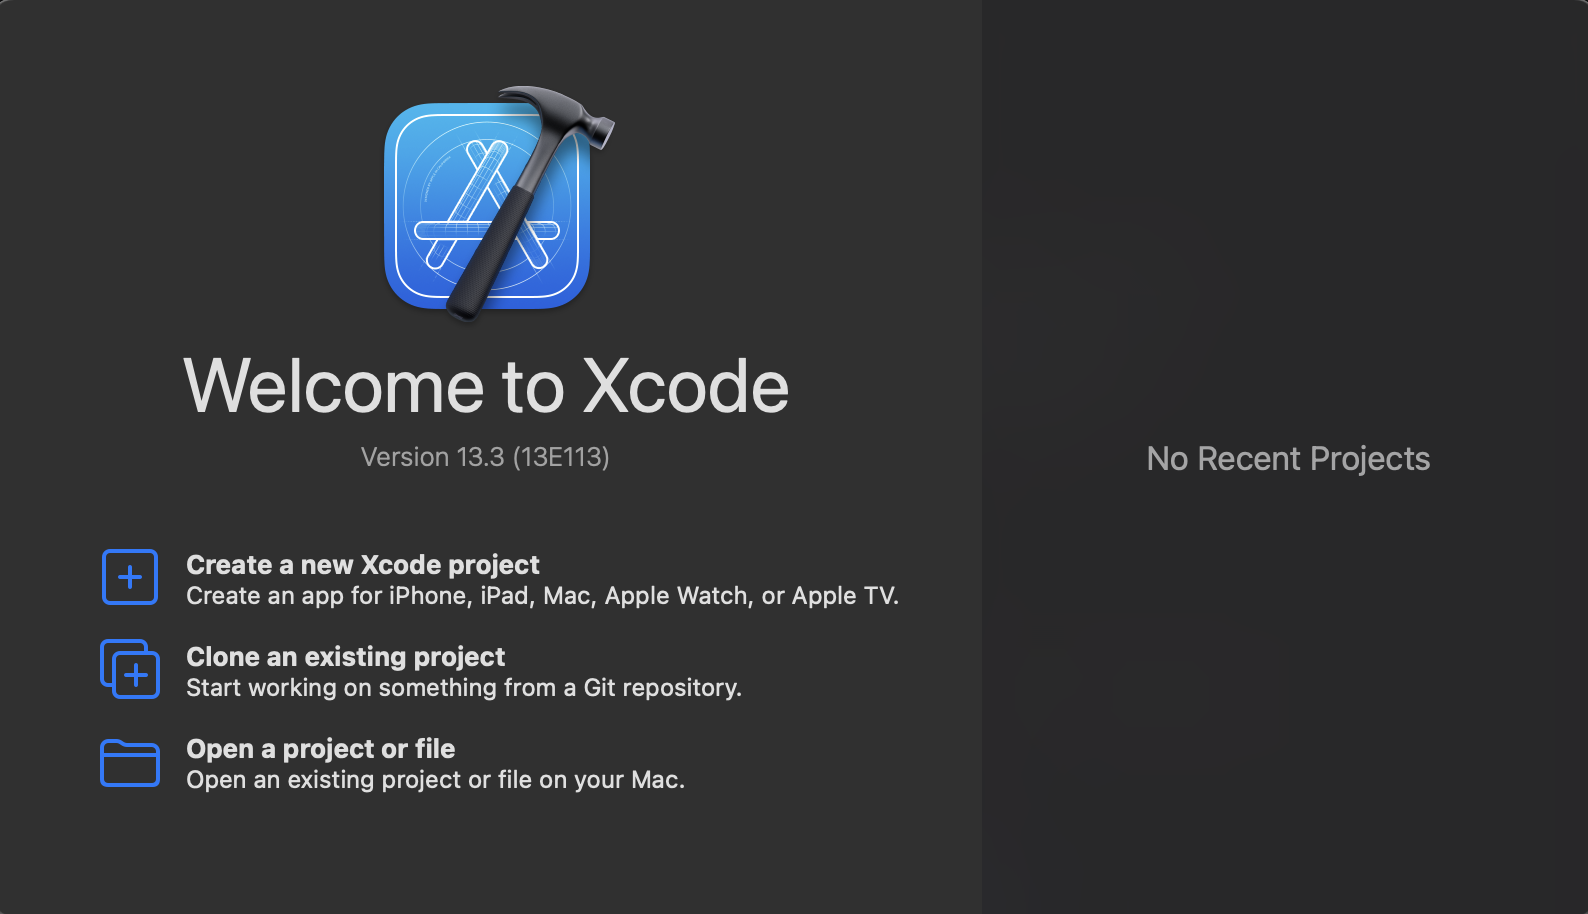 Welcome to Xcode
Version 13.3 (13E113)
Create a new Xcode project
Create an app for iPhone, iPad, Mac, Apple Watch, or Apple TV.
Clone an existing project
Start working on something from a Git repository.
Open a project or file
Open an existing project or file on your Mac.
No Recent Projects